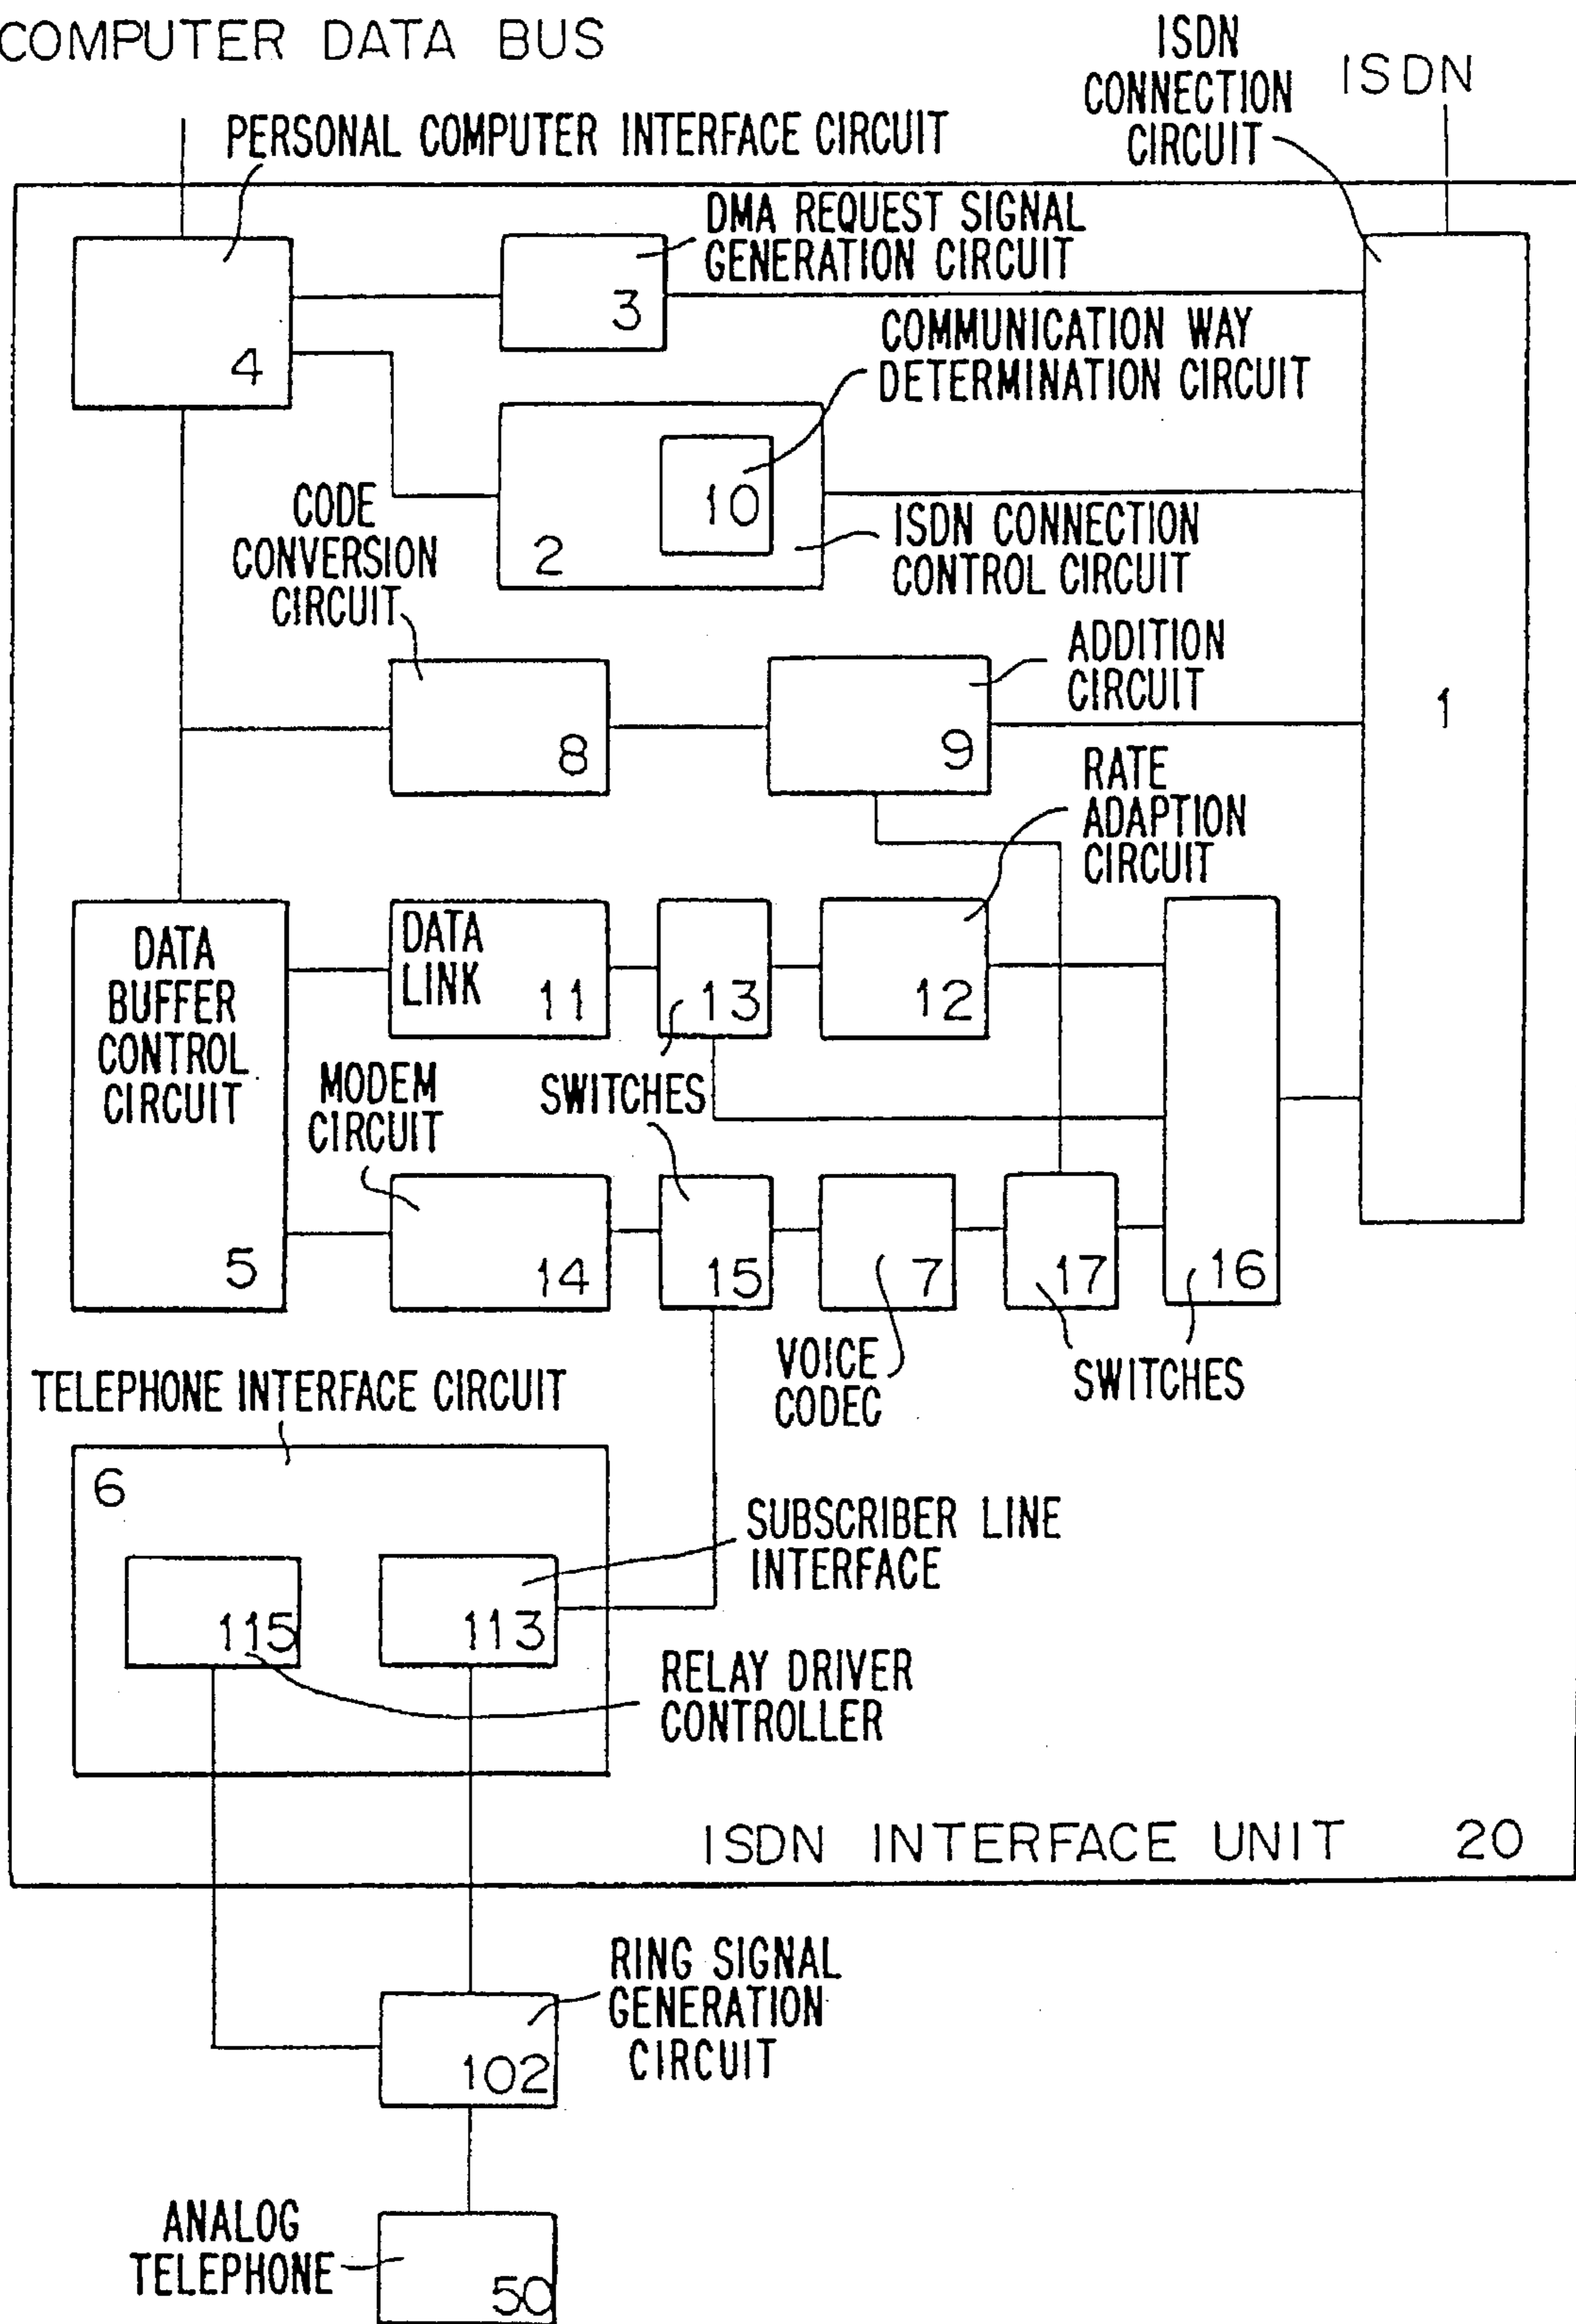 COMPUTER DATA BUS
ISDN
CONNECTION
CIRCUIT
ISDN
PERSONAL COMPUTER INTERFACE CIRCUIT
DMA REQUEST SIGNAL
GENERATION CIRCUIT
3
4
COMMUNICATION WAY
DETERMINATION CIRCUIT
10
2
ISDN CONNECTION
CONTROL CIRCUIT
CODE
CONVERSION
CIRCUIT
ADDITION
CIRCUIT
1
8
9
RATE
ADAPTION
CIRCUIT
DATA
BUFFER
CONTROL
CIRCUIT
5
DATA
LINK
11
13
12
SWITCHES
MODEM
CIRCUIT
14
15
7
17
16
VOICE
CODEC
SWITCHES
TELEPHONE INTERFACE CIRCUIT
6
SUBSCRIBER LINE
INTERFACE
115
113
RELAY DRIVER
CONTROLLER
ISDN INTERFACE UNIT 20
RING SIGNAL
GENERATION
CIRCUIT
102
ANALOG
TELEPHONE
50